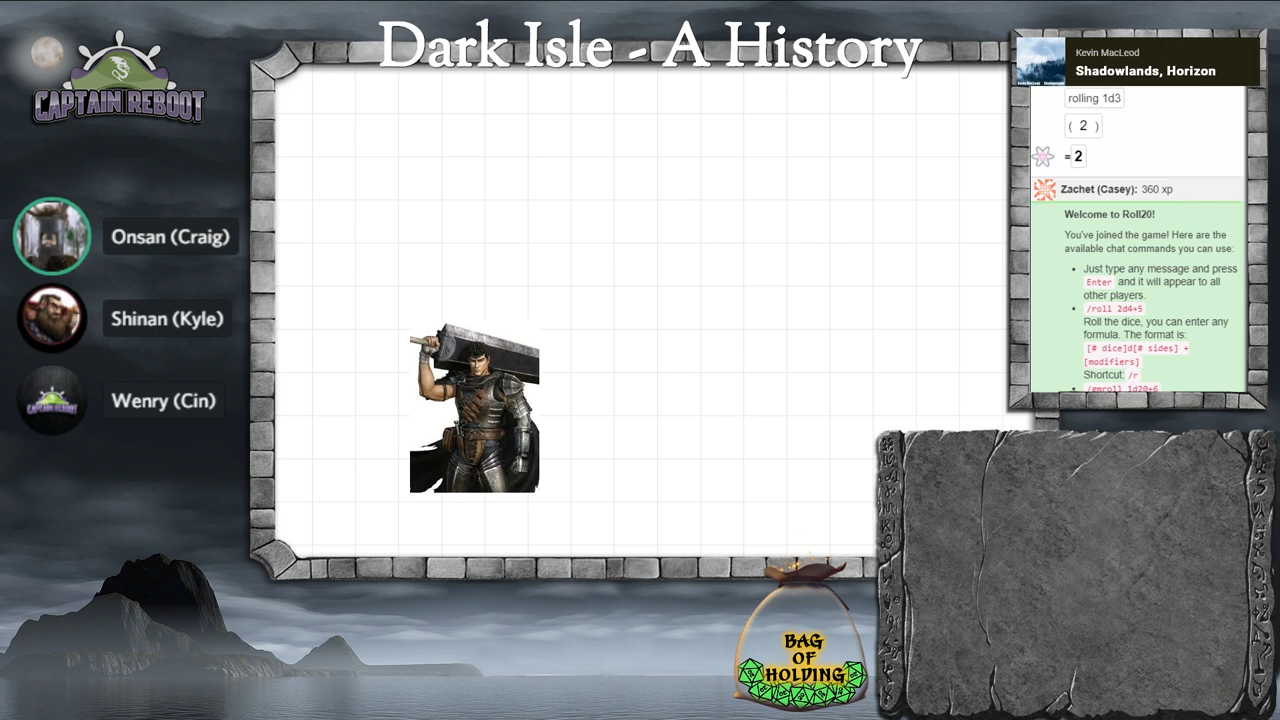 Dark Isle - A History
CAPTAIN REBOOT
Onsan (Craig)
Shinan (Kyle)
Wenry (Cin)
Kevin MacLeod
Shadowlands, Horizon
rolling 1d3
( 2 )
=2
Zachet (Casey): 360 xp
Welcome to Roll20!
You've joined the game! Here are the
available chat commands you can use:
• Just type any message and press
Enter and it will appear to all
other players.
• /roll 2d4+5
Roll the dice, you can enter any
formula. The format is:
[# dice]d[# sides] +
[modifiers]
Shortcut: /r
• /gmroll 1d20+6
BAG
OF
HOLDING